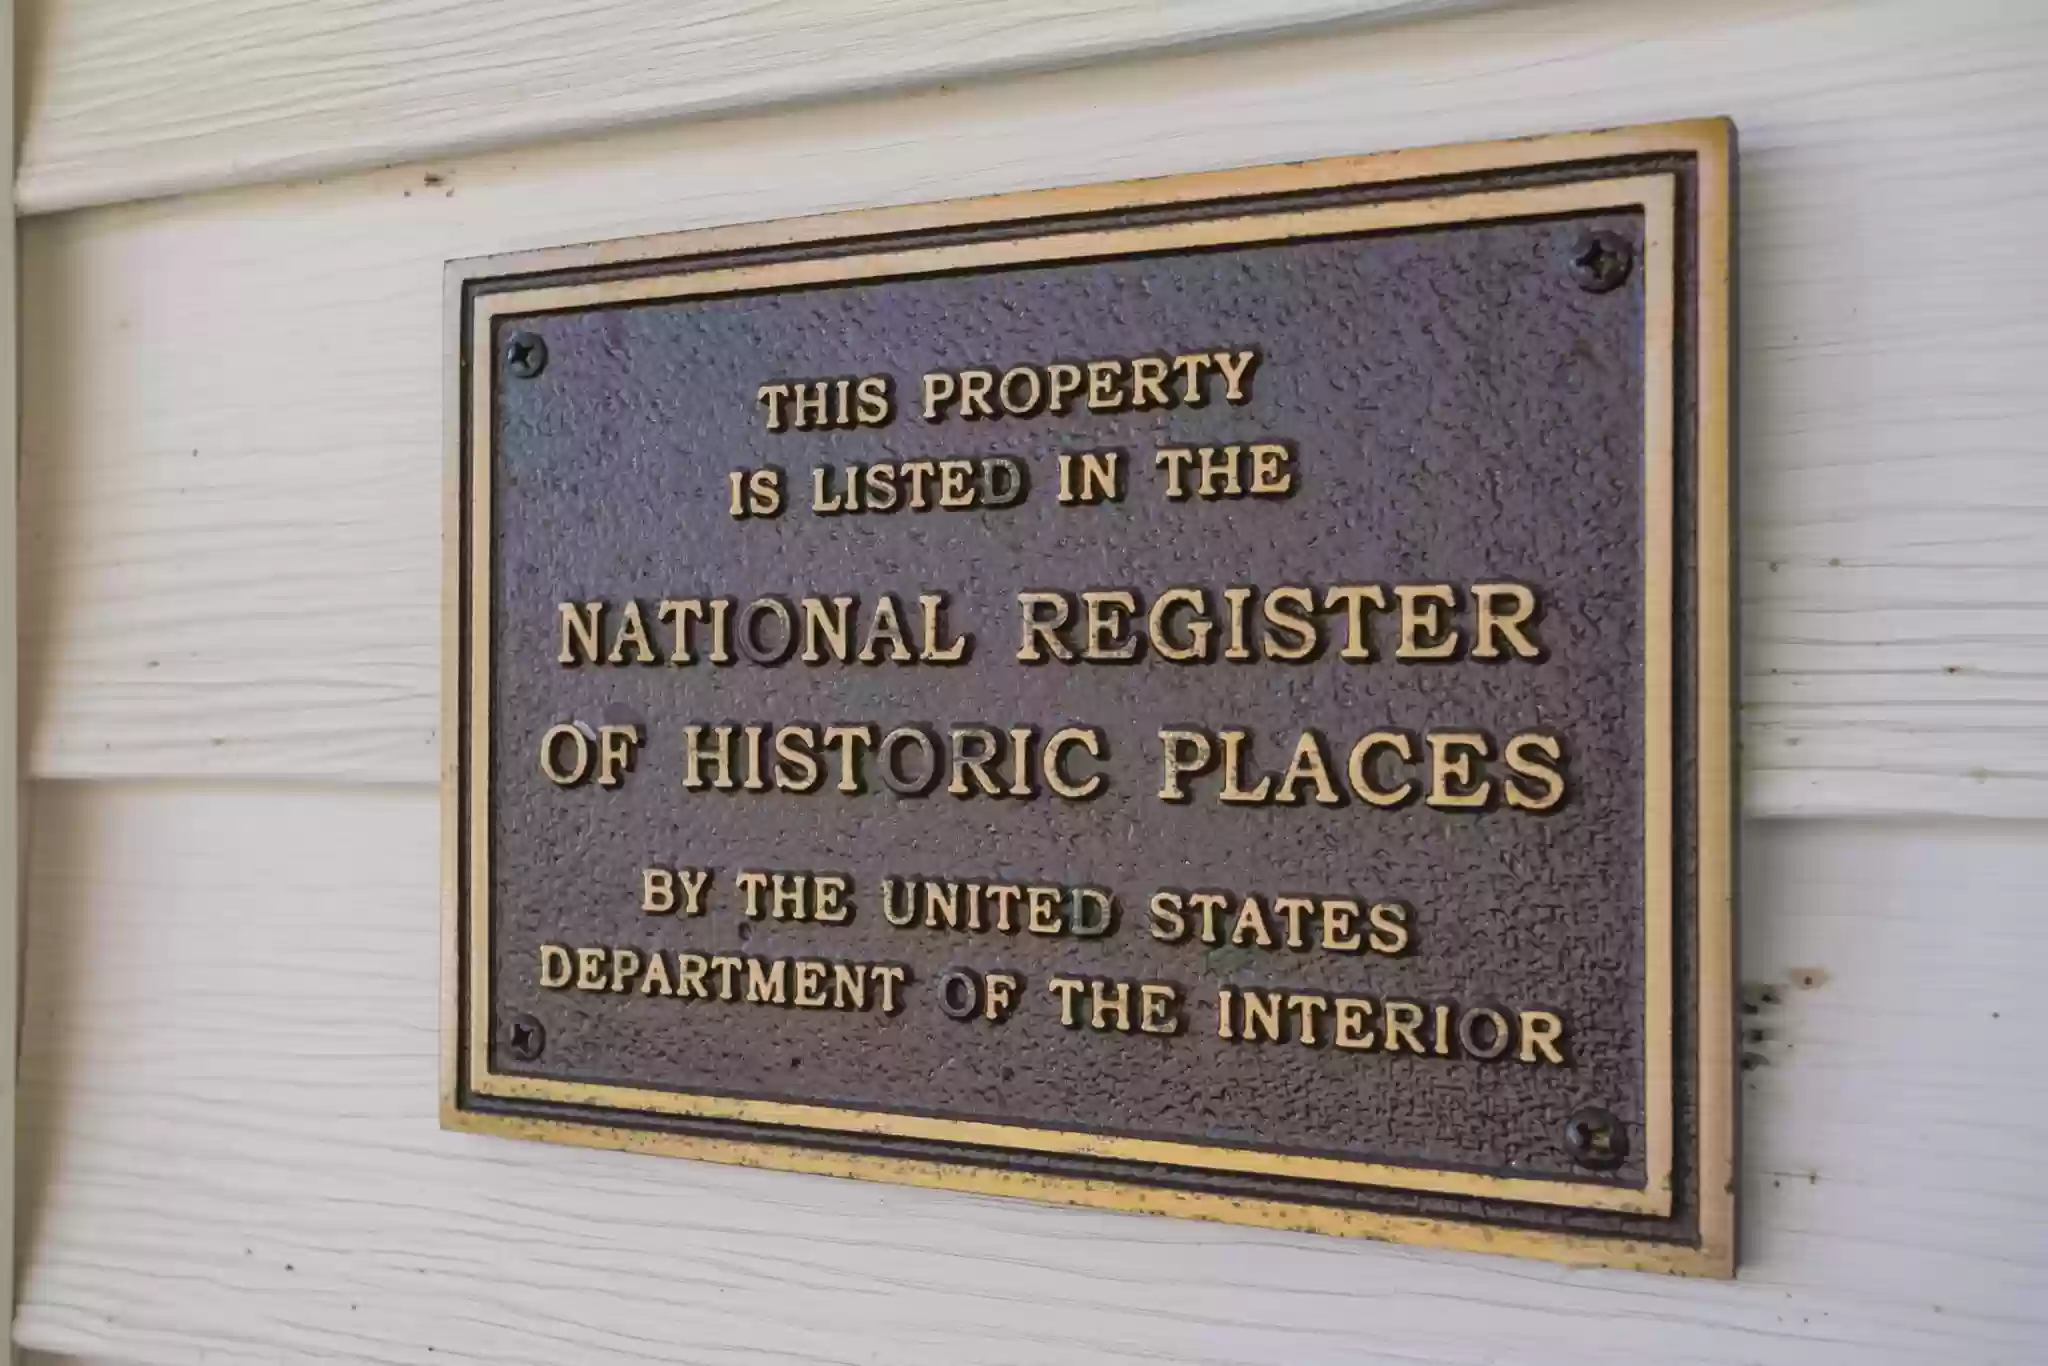 THIS PROPERTY
IS LISTED IN THE
NATIONAL REGISTER
OF HISTORIC PLACES
BY THE UNITED STATES
DEPARTMENT OF THE INTERIOR